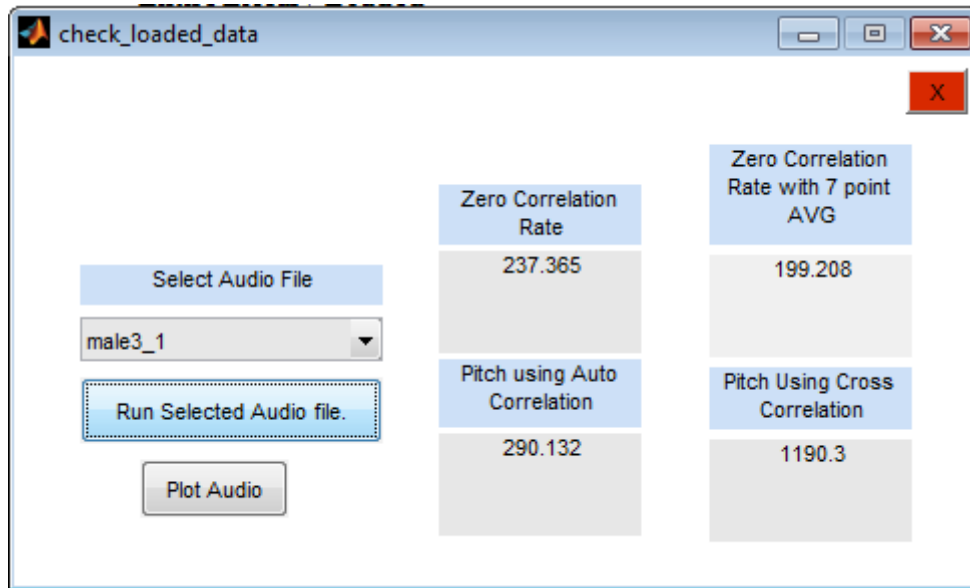 check_loaded_data
X
Zero Correlation
Rate with 7 point
AVG
Zero Correlation
Rate
237.365
199.208
Select Audio File
male3_1
Pitch using Auto
Correlation
Pitch Using Cross
Correlation
Run Selected Audio file.
290.132
1190.3
Plot Audio